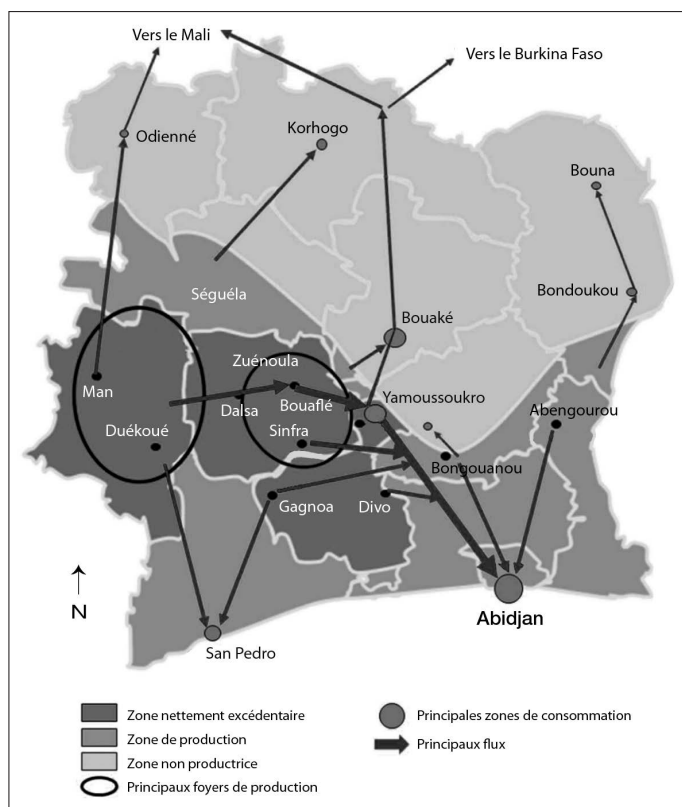 Vers le Mali
Vers le Burkina Faso
Odienné
Korhogo
Bouna
Séguéla
Bondoukou
Bouaké
Zuénoula
Man
Dalsa
Bouaflé
Yamoussoukro
Abengourou
Duékoué
Sinfra
Bongouanou
Gagnoa
Divo
N
Abidjan
San Pedro
Zone nettement excédentaire
Zone de production
Zone non productrice
Principaux foyers de production
Principales zones de consommation
Principaux flux